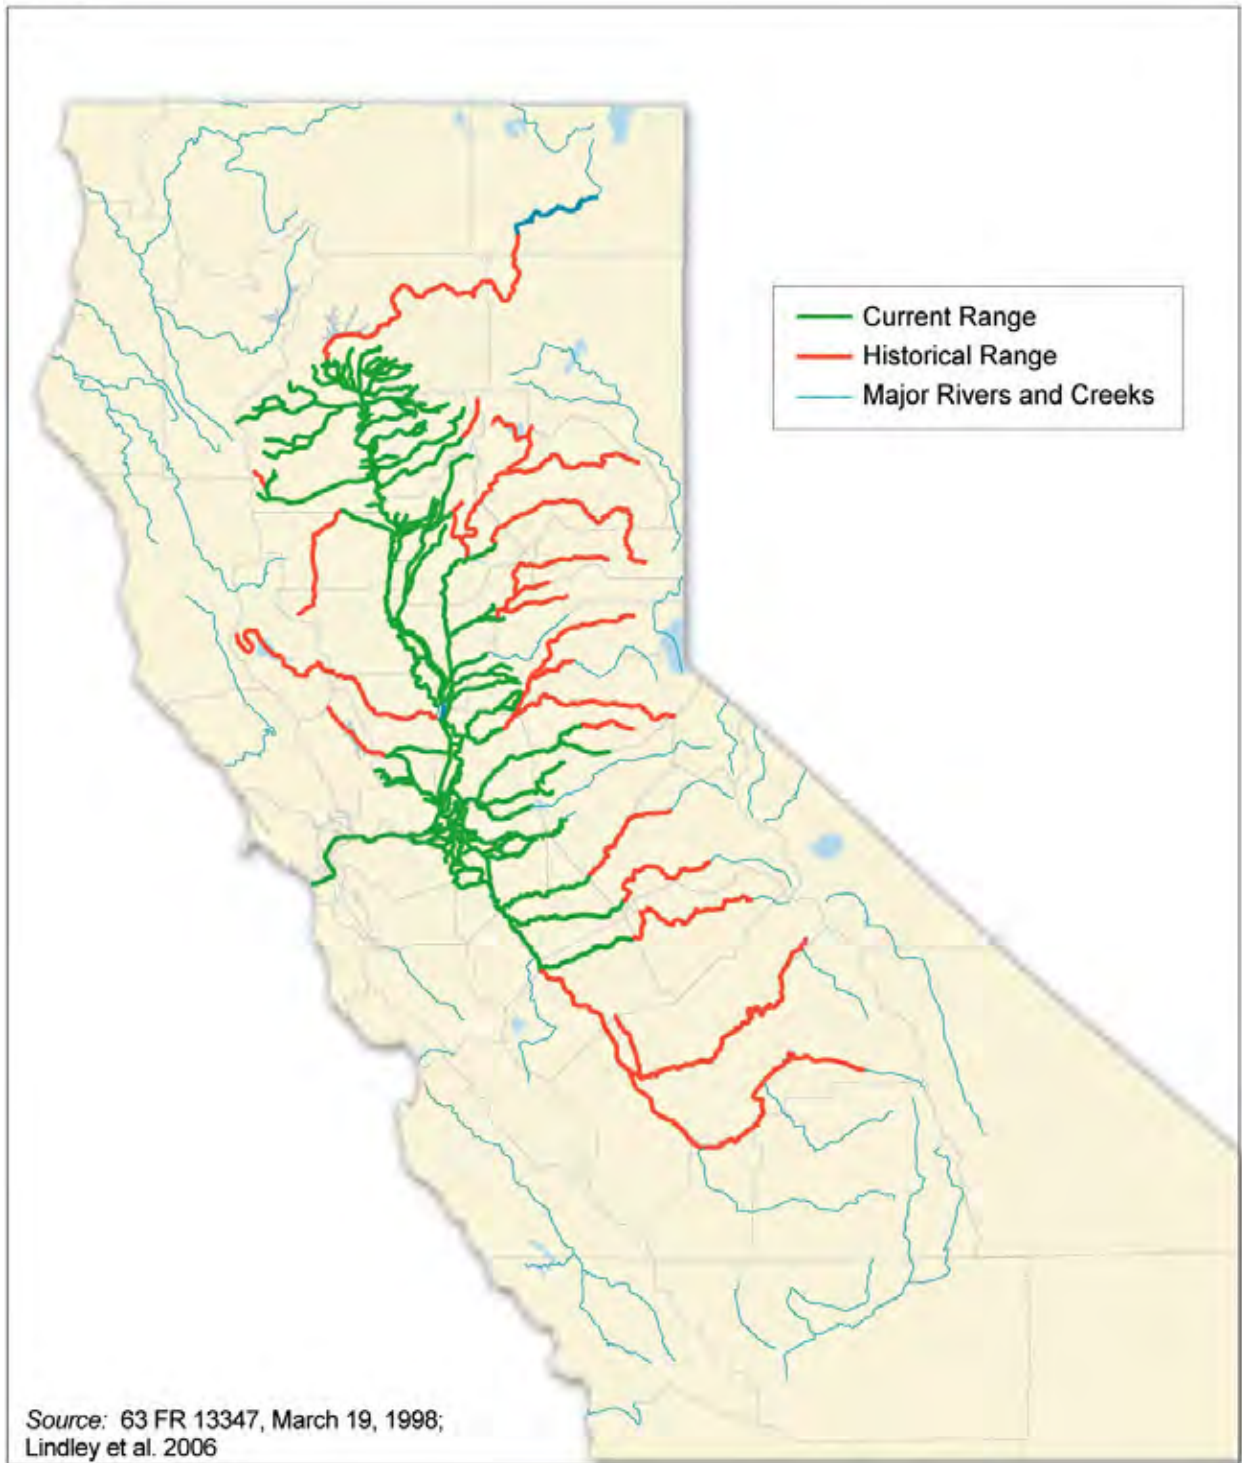 Current Range
Historical Range
Major Rivers and Creeks
Source: 63 FR 13347, March 19, 1998;
Lindley et al. 2006